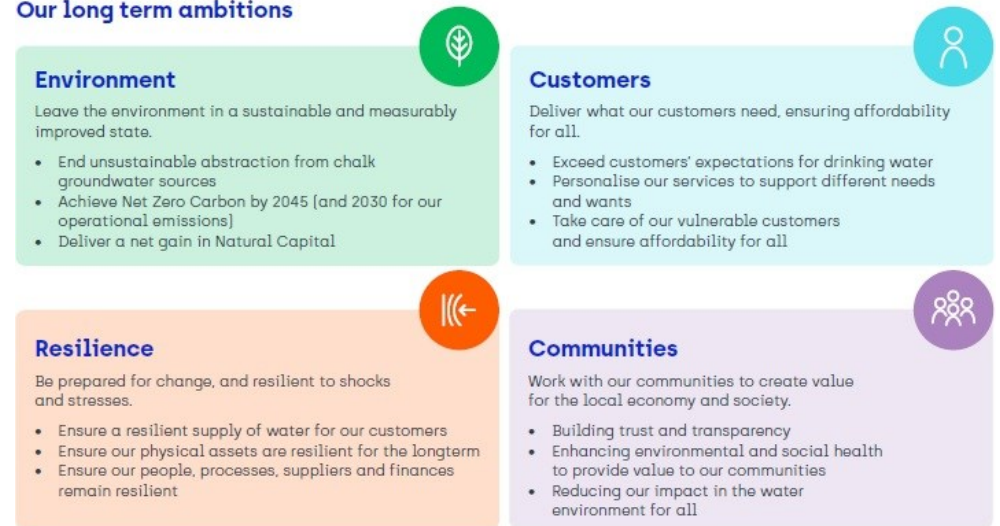 Our long term ambitions
Environment
Leave the environment in a sustainable and measurably
improved state.
• End unsustainable abstraction from chalk
groundwater sources
• Achieve Net Zero Carbon by 2045 (and 2030 for our
operational emissions)
• Deliver a net gain in Natural Capital
Customers
Deliver what our customers need, ensuring affordability
for all.
• Exceed customers’ expectations for drinking water
• Personalise our services to support different needs
and wants
• Take care of our vulnerable customers
and ensure affordability for all
Resilience
Be prepared for change, and resilient to shocks
and stresses.
• Ensure a resilient supply of water for our customers
• Ensure our physical assets are resilient for the longterm
• Ensure our people, processes, suppliers and finances
remain resilient
Communities
Work with our communities to create value
for the local economy and society.
• Building trust and transparency
• Enhancing environmental and social health
to provide value to our communities
• Reducing our impact in the water
environment for all